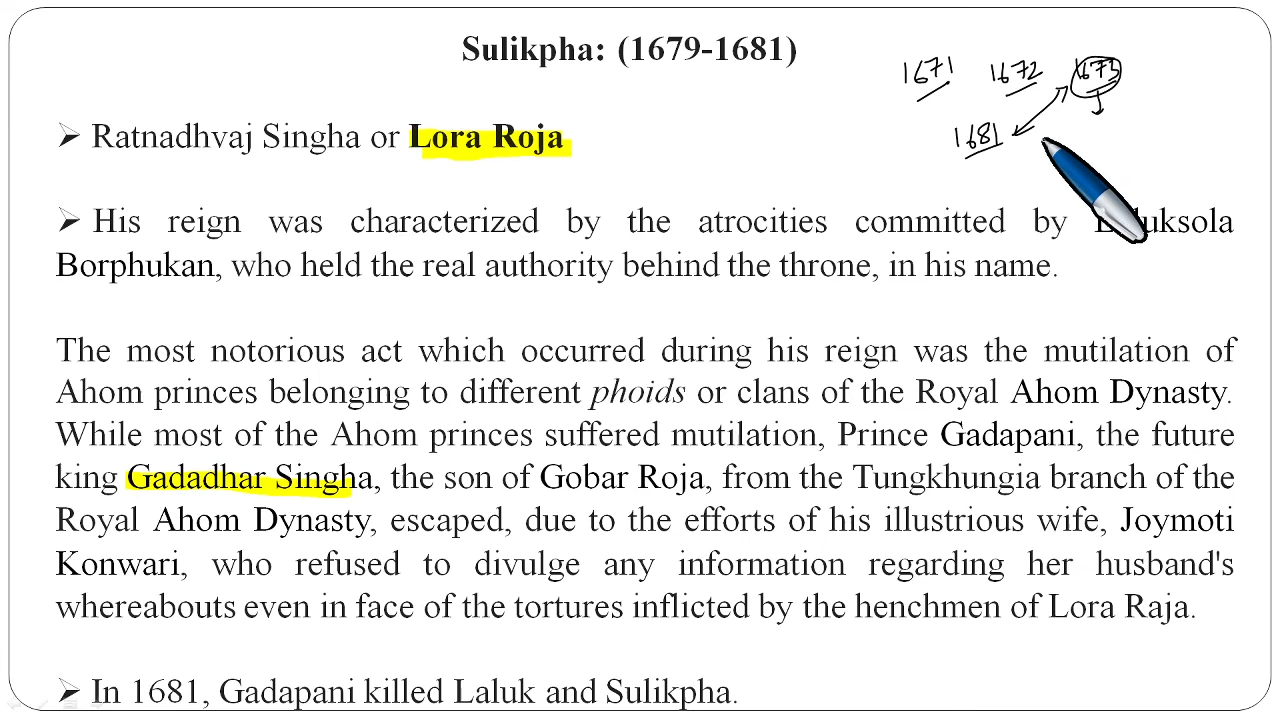 Sulikpha: (1679-1681)
1671 1672 1673
1681
➢ Ratnadhvaj Singha or Lora Roja
➢ His reign was characterized by the atrocities committed by
Borphukan, who held the real authority behind the throne, in his name.
The most notorious act which occurred during his reign was the mutilation of
Ahom princes belonging to different phoids or clans of the Royal Ahom Dynasty.
While most of the Ahom princes suffered mutilation, Prince Gadapani, the future
king Gadadhar Singha, the son of Gobar Roja, from the Tungkhungia branch of the
Royal Ahom Dynasty, escaped, due to the efforts of his illustrious wife, Joymoti
Konwari, who refused to divulge any information regarding her husband's
whereabouts even in face of the tortures inflicted by the henchmen of Lora Raja.
➢ In 1681, Gadapani killed Laluk and Sulikpha.